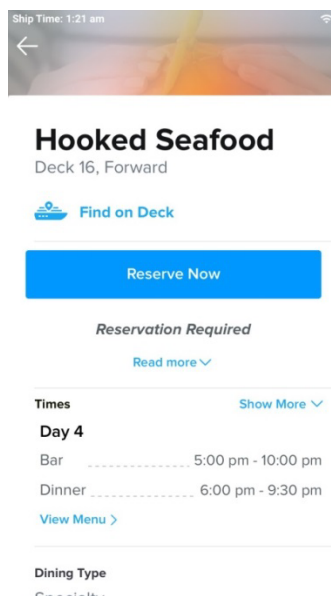 Ship Time: 1:21 am
Hooked Seafood
Deck 16, Forward
Find on Deck
Reserve Now
Reservation Required
Read more
Times Show More
Day 4
Bar 5:00 pm - 10:00 pm
Dinner 6:00 pm - 9:30 pm
View Menu >
Dining Type
Specialty